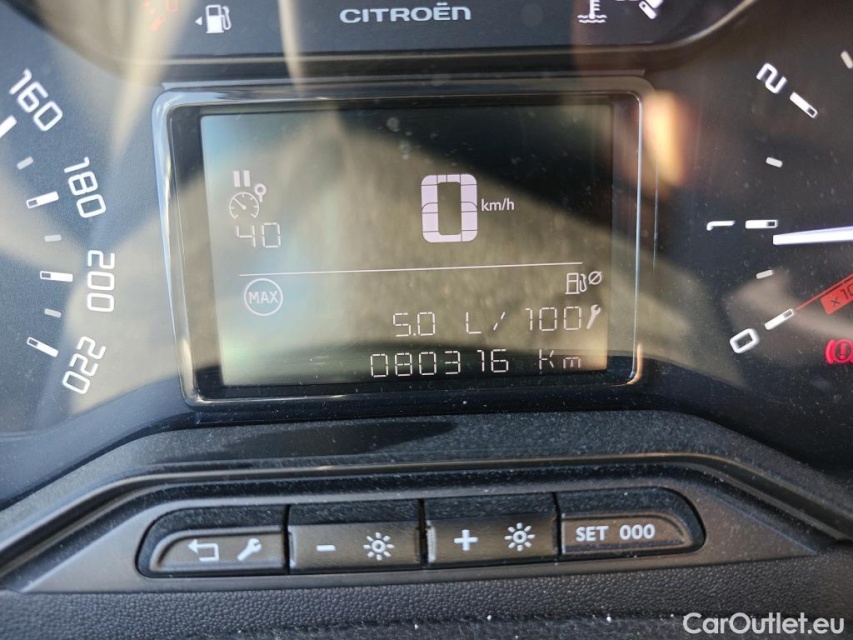 CITROËN
160
180
200
220
40
0 km/h
MAX
5.0 L/100
080316 Km
2
1
0
x10
- +
SET 000
CarOutlet.eu